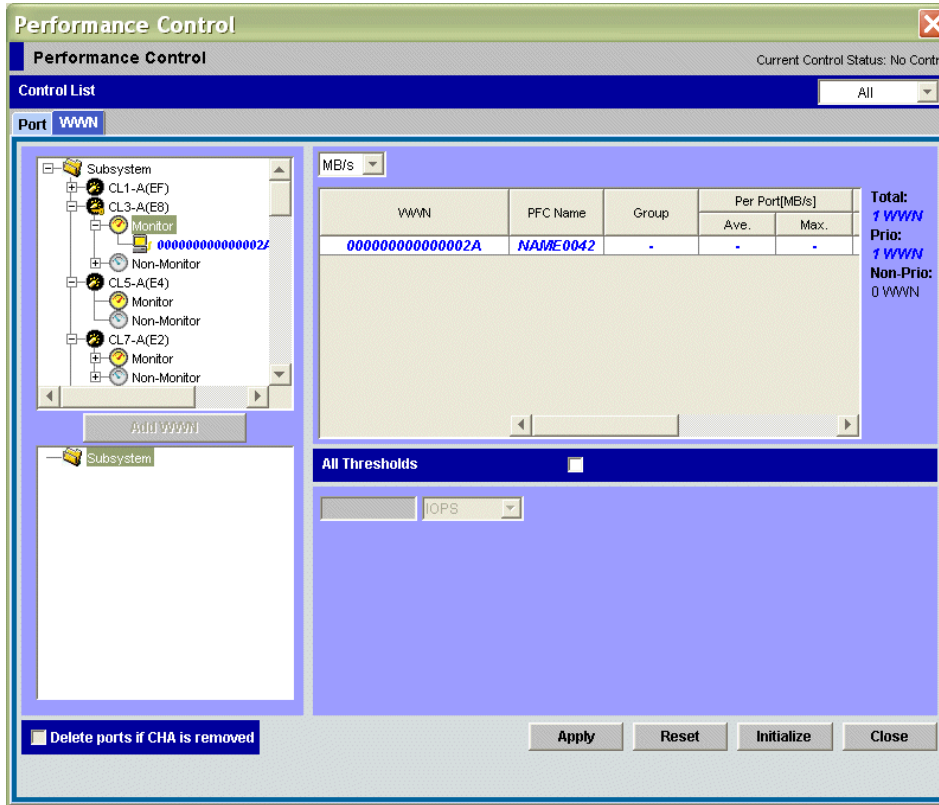 Performance Control
Performance Control
Current Control Status: No Contr
Control List
All
Port
WWN
Subsystem
CL1-A(EF)
CL3-A(E8)
Monitor
000000000000002A
Non-Monitor
CL5-A(E4)
Monitor
Non-Monitor
CL7-A(E2)
Monitor
Non-Monitor
Add WWN
Subsystem
MB/s
WWN
PFC Name
Group
Per Port[MB/s]
Ave.
Max.
000000000000002A
NAME0042
-
-
-
Total:
1 WWN
Prio:
1 WWN
Non-Prio:
0 WWN
All Thresholds
IOPS
Delete ports if CHA is removed
Apply
Reset
Initialize
Close